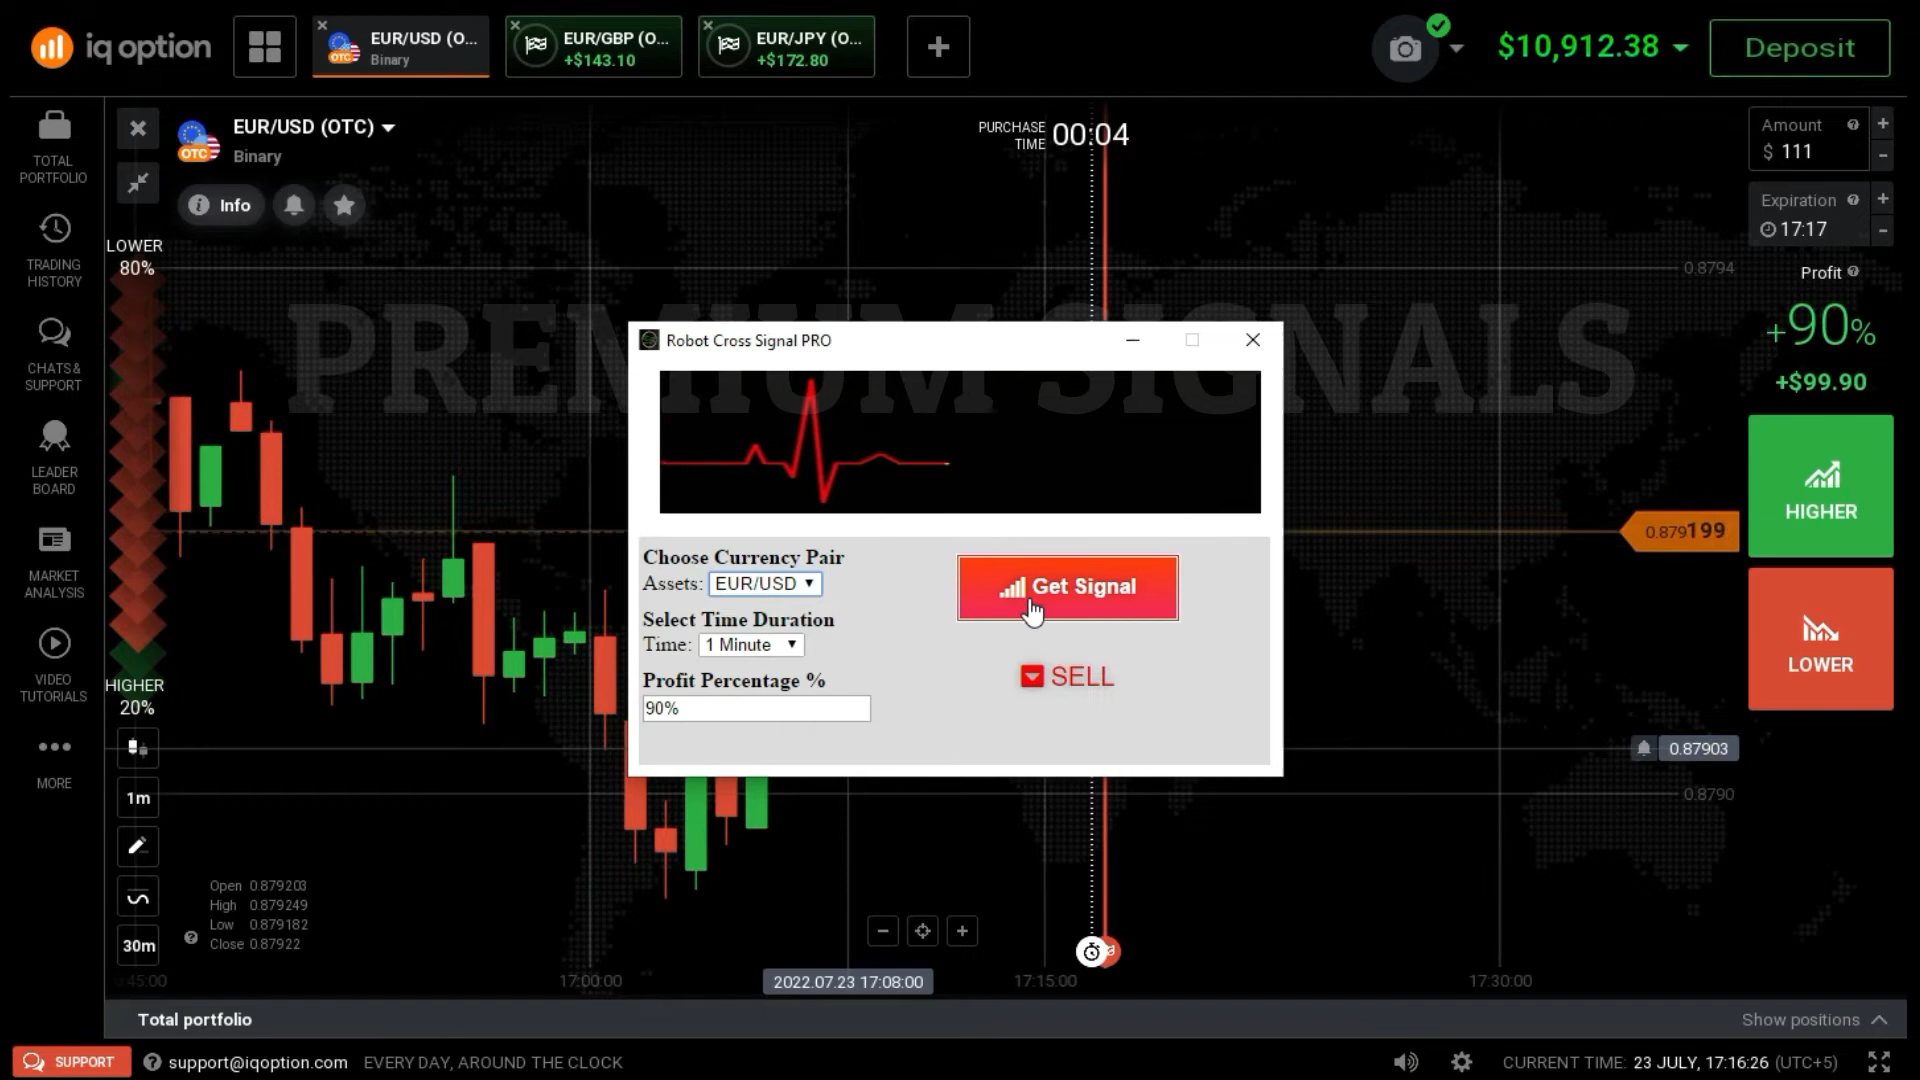 iq option
EUR/USD (O...
Binary
EUR/GBP (O...
+$143.10
EUR/JPY (O...
+$172.80
$10,912.38
Deposit
TOTAL
PORTFOLIO
TRADING
HISTORY
CHATS &
SUPPORT
LEADER
BOARD
MARKET
ANALYSIS
VIDEO
TUTORIALS
MORE
EUR/USD (OTC)
OTC
Binary
Info
PURCHASE
TIME 00:04
LOWER
80%
HIGHER
20%
1m
30m
PREMIUM SIGNALS
Robot Cross Signal PRO
Choose Currency Pair
Assets: EUR/USD
Select Time Duration
Time: 1 Minute
Profit Percentage %
90%
Get Signal
SELL
Amount
$ 111
Expiration
17:17
Profit
+90%
+$99.90
HIGHER
LOWER
0.8794
0.879199
0.87903
0.8790
Open 0.879203
High 0.879249
Low 0.879182
Close 0.87922
:45:00
17:00:00
2022.07.23 17:08:00
17:15:00
17:30:00
Total portfolio
Show positions
SUPPORT
support@iqoption.com
EVERY DAY, AROUND THE CLOCK
CURRENT TIME: 23 JULY, 17:16:26 (UTC+5)